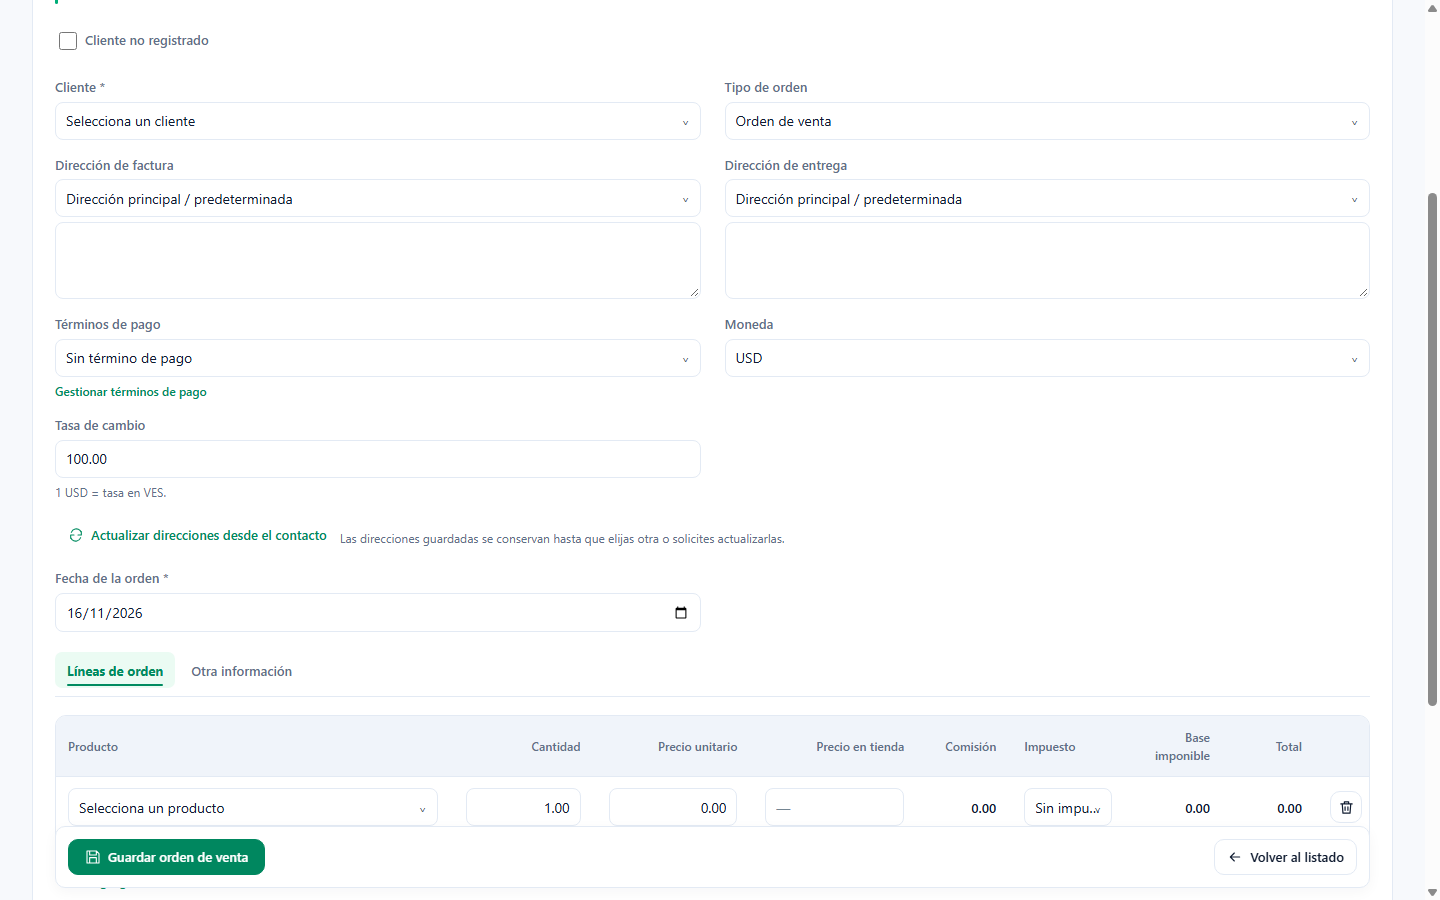 Cliente no registrado
Cliente *
Tipo de orden
Selecciona un cliente
Orden de venta
Dirección de factura
Dirección de entrega
Dirección principal / predeterminada
Dirección principal / predeterminada
Términos de pago
Moneda
Sin término de pago
USD
Gestionar términos de pago
Tasa de cambio
100.00
1 USD = tasa en VES.
Actualizar direcciones desde el contacto
Las direcciones guardadas se conservan hasta que elijas otra o solicites actualizarlas.
Fecha de la orden *
16/11/2026
Líneas de orden
Otra información
Producto
Cantidad
Precio unitario
Precio en tienda
Comisión
Impuesto
Base imponible
Total
Selecciona un producto
1.00
0.00
—
0.00
Sin impu...
0.00
0.00
Guardar orden de venta
Volver al listado